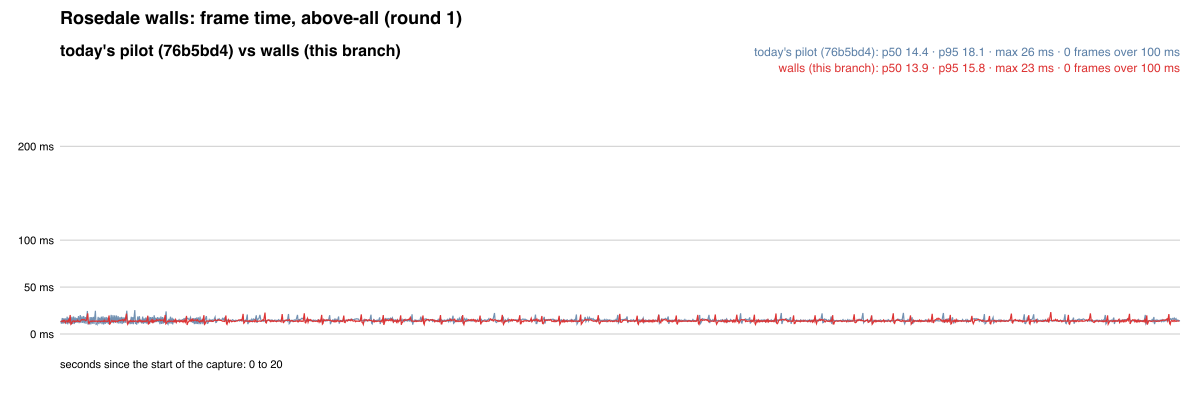 Rosedale walls: frame time, above-all (round 1)
today's pilot (76b5bd4) vs walls (this branch)
today's pilot (76b5bd4): p50 14.4 · p95 18.1 · max 26 ms · 0 frames over 100 ms
walls (this branch): p50 13.9 · p95 15.8 · max 23 ms · 0 frames over 100 ms
200 ms
100 ms
50 ms
0 ms
seconds since the start of the capture: 0 to 20